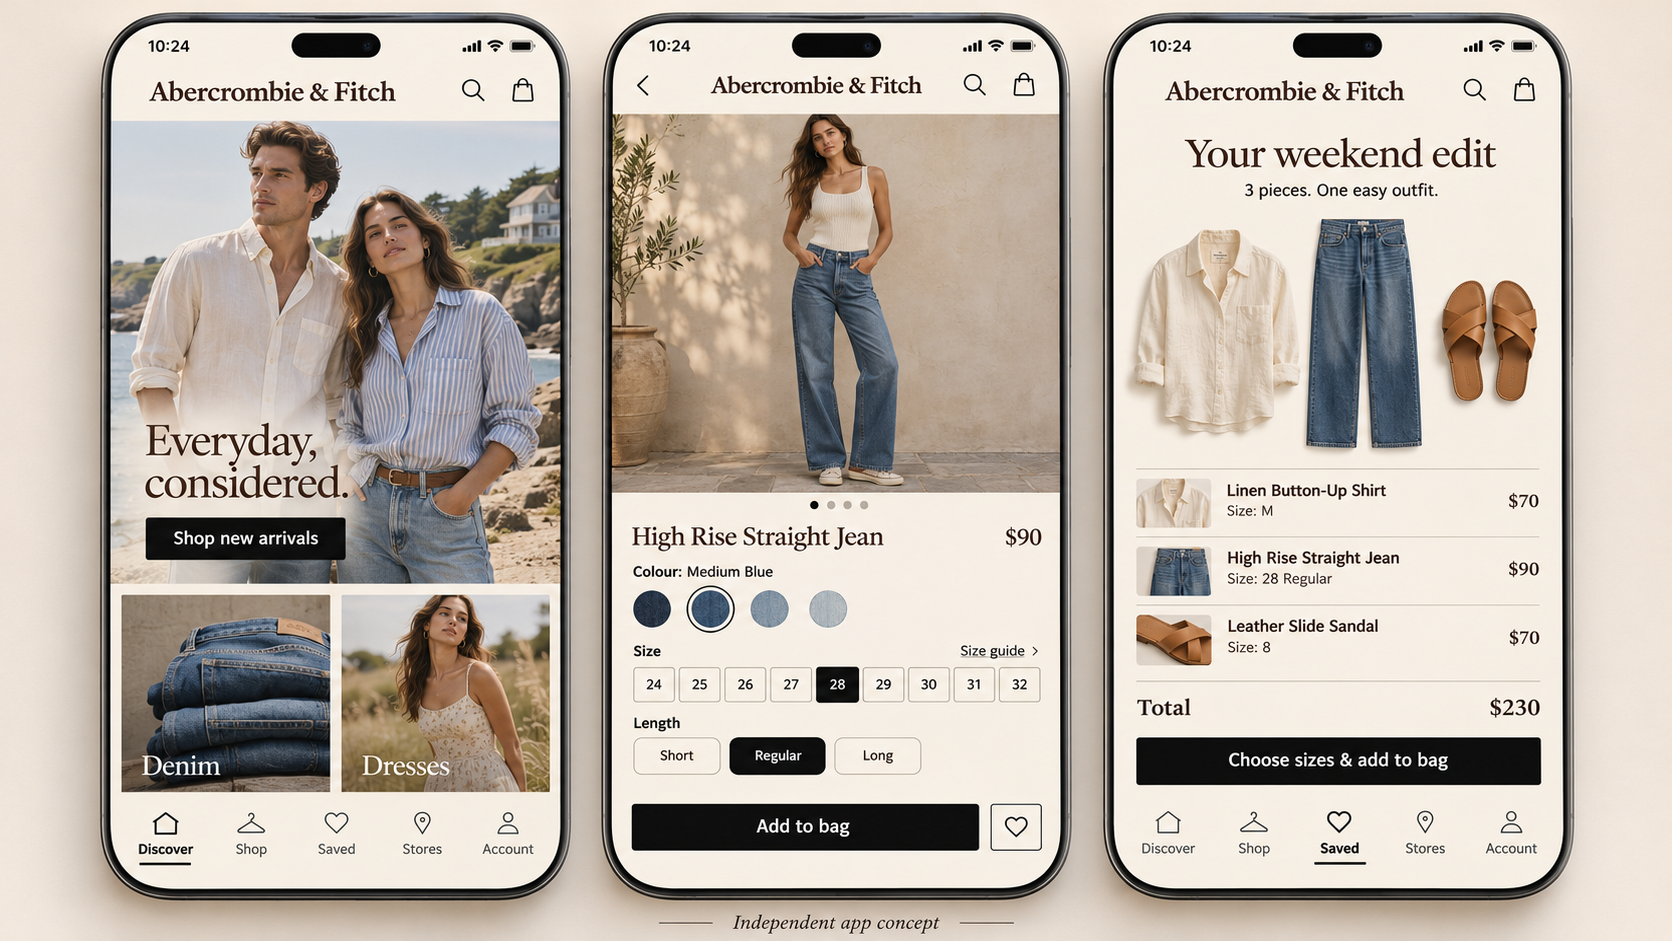 10:24
Abercrombie & Fitch
Everyday,
considered.
Shop new arrivals
Denim
Dresses
Discover
Shop
Saved
Stores
Account
10:24
Abercrombie & Fitch
High Rise Straight Jean
$90
Colour: Medium Blue
Size
Size guide
24
25
26
27
28
29
30
31
32
Length
Short
Regular
Long
Add to bag
10:24
Abercrombie & Fitch
Your weekend edit
3 pieces. One easy outfit.
Linen Button-Up Shirt
Size: M
$70
High Rise Straight Jean
Size: 28 Regular
$90
Leather Slide Sandal
Size: 8
$70
Total
$230
Choose sizes & add to bag
Discover
Shop
Saved
Stores
Account
Independent app concept